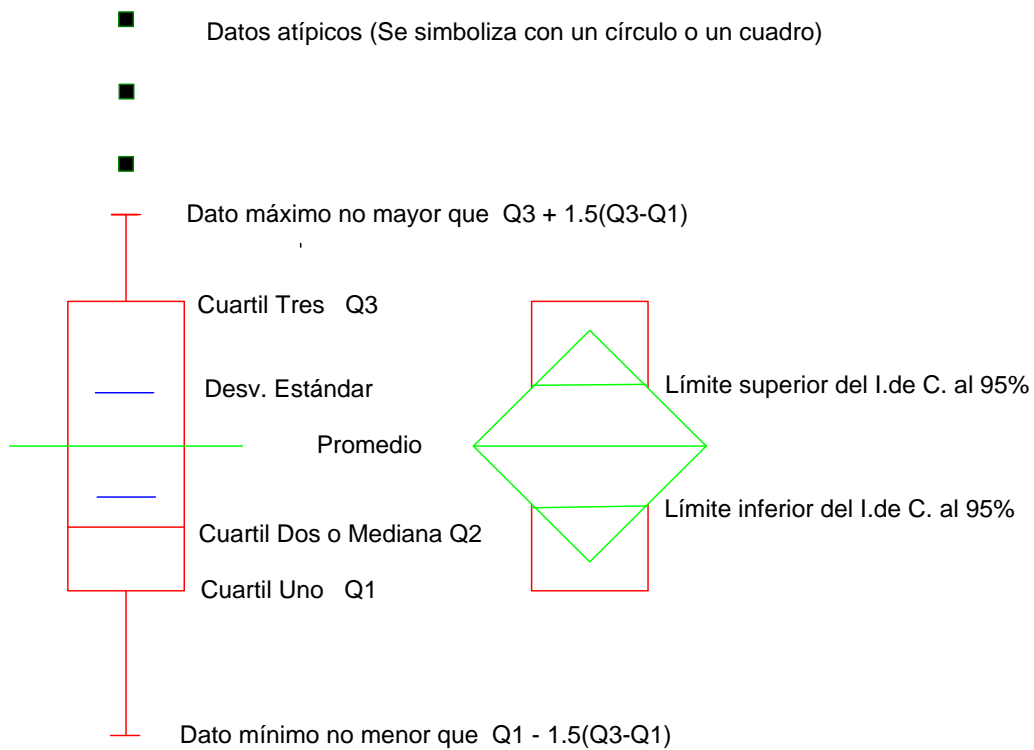 Datos atípicos (Se simboliza con un círculo o un cuadro)
Dato máximo no mayor que Q3 + 1.5(Q3-Q1)
Cuartil Tres Q3
Desv. Estándar
Límite superior del I.de C. al 95%
Promedio
Límite inferior del I.de C. al 95%
Cuartil Dos o Mediana Q2
Cuartil Uno Q1
Dato mínimo no menor que Q1 - 1.5(Q3-Q1)